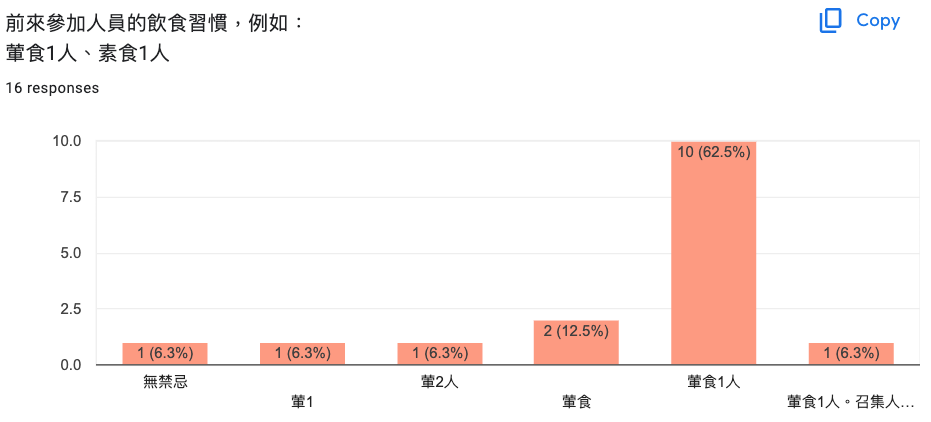 前來參加人員的飲食習慣，例如：
葷食1人、素食1人
Copy
16 responses
10.0
7.5
5.0
2.5
0.0
1 (6.3%)
1 (6.3%)
1 (6.3%)
2 (12.5%)
10 (62.5%)
1 (6.3%)
無禁忌
葷1
葷2人
葷食
葷食1人
葷食1人。召集人…